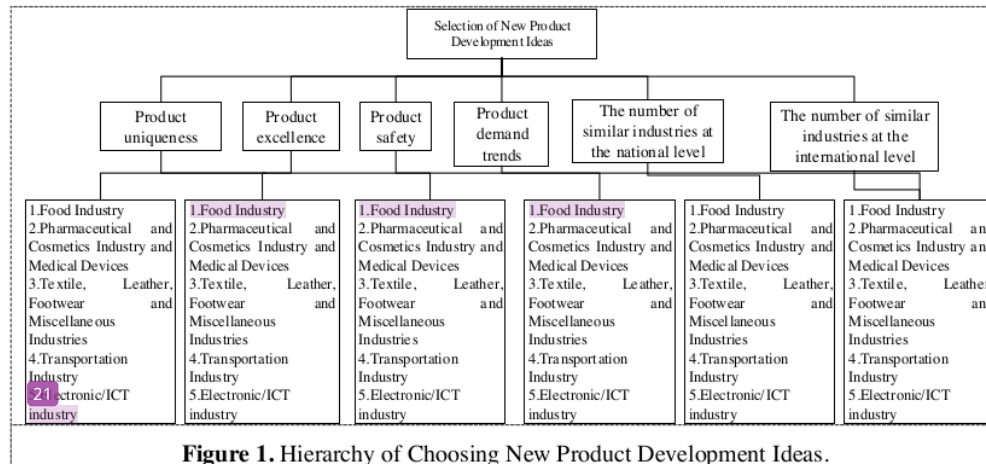 Selection of New Product
Development Ideas
Product
uniqueness
Product
excellence
Product
safety
Product
demand
trends
The number of
similar industries at
the national level
The number of similar
industries at the
international level
1.Food Industry
2.Pharmaceutical and
Cosmetics Industry and
Medical Devices
3.Textile, Leather,
Footwear and
Miscellaneous
Industries
4.Transportation
Industry
21 ectronic/ICT
industry
1.Food Industry
2.Pharmaceutical and
Cosmetics Industry and
Medical Devices
3.Textile, Leather,
Footwear and
Miscellaneous
Industries
4.Transportation
Industry
5.Electronic/ICT
industry
1.Food Industry
2.Pharmaceutical and
Cosmetics Industry and
Medical Devices
3.Textile, Leather,
Footwear and
Miscellaneous
Industries
4.Transportation
Industry
5.Electronic/ICT
industry
1.Food Industry
2.Pharmaceutical and
Cosmetics Industry and
Medical Devices
3.Textile, Leather,
Footwear and
Miscellaneous
Industries
4.Transportation
Industry
5.Electronic/ICT
industry
1.Food Industry
2.Pharmaceutical and
Cosmetics Industry and
Medical Devices
3.Textile, Leather,
Footwear and
Miscellaneous
Industries
4.Transportation
Industry
5.Electronic/ICT
industry
1.Food Industry
2.Pharmaceutical an
Cosmetics Industry an
Medical Devices
3.Textile, Leathe
Footwear an
Miscellaneous
Industries
4.Transportation
Industry
5.Electronic/ICT
industry
Figure 1. Hierarchy of Choosing New Product Development Ideas.